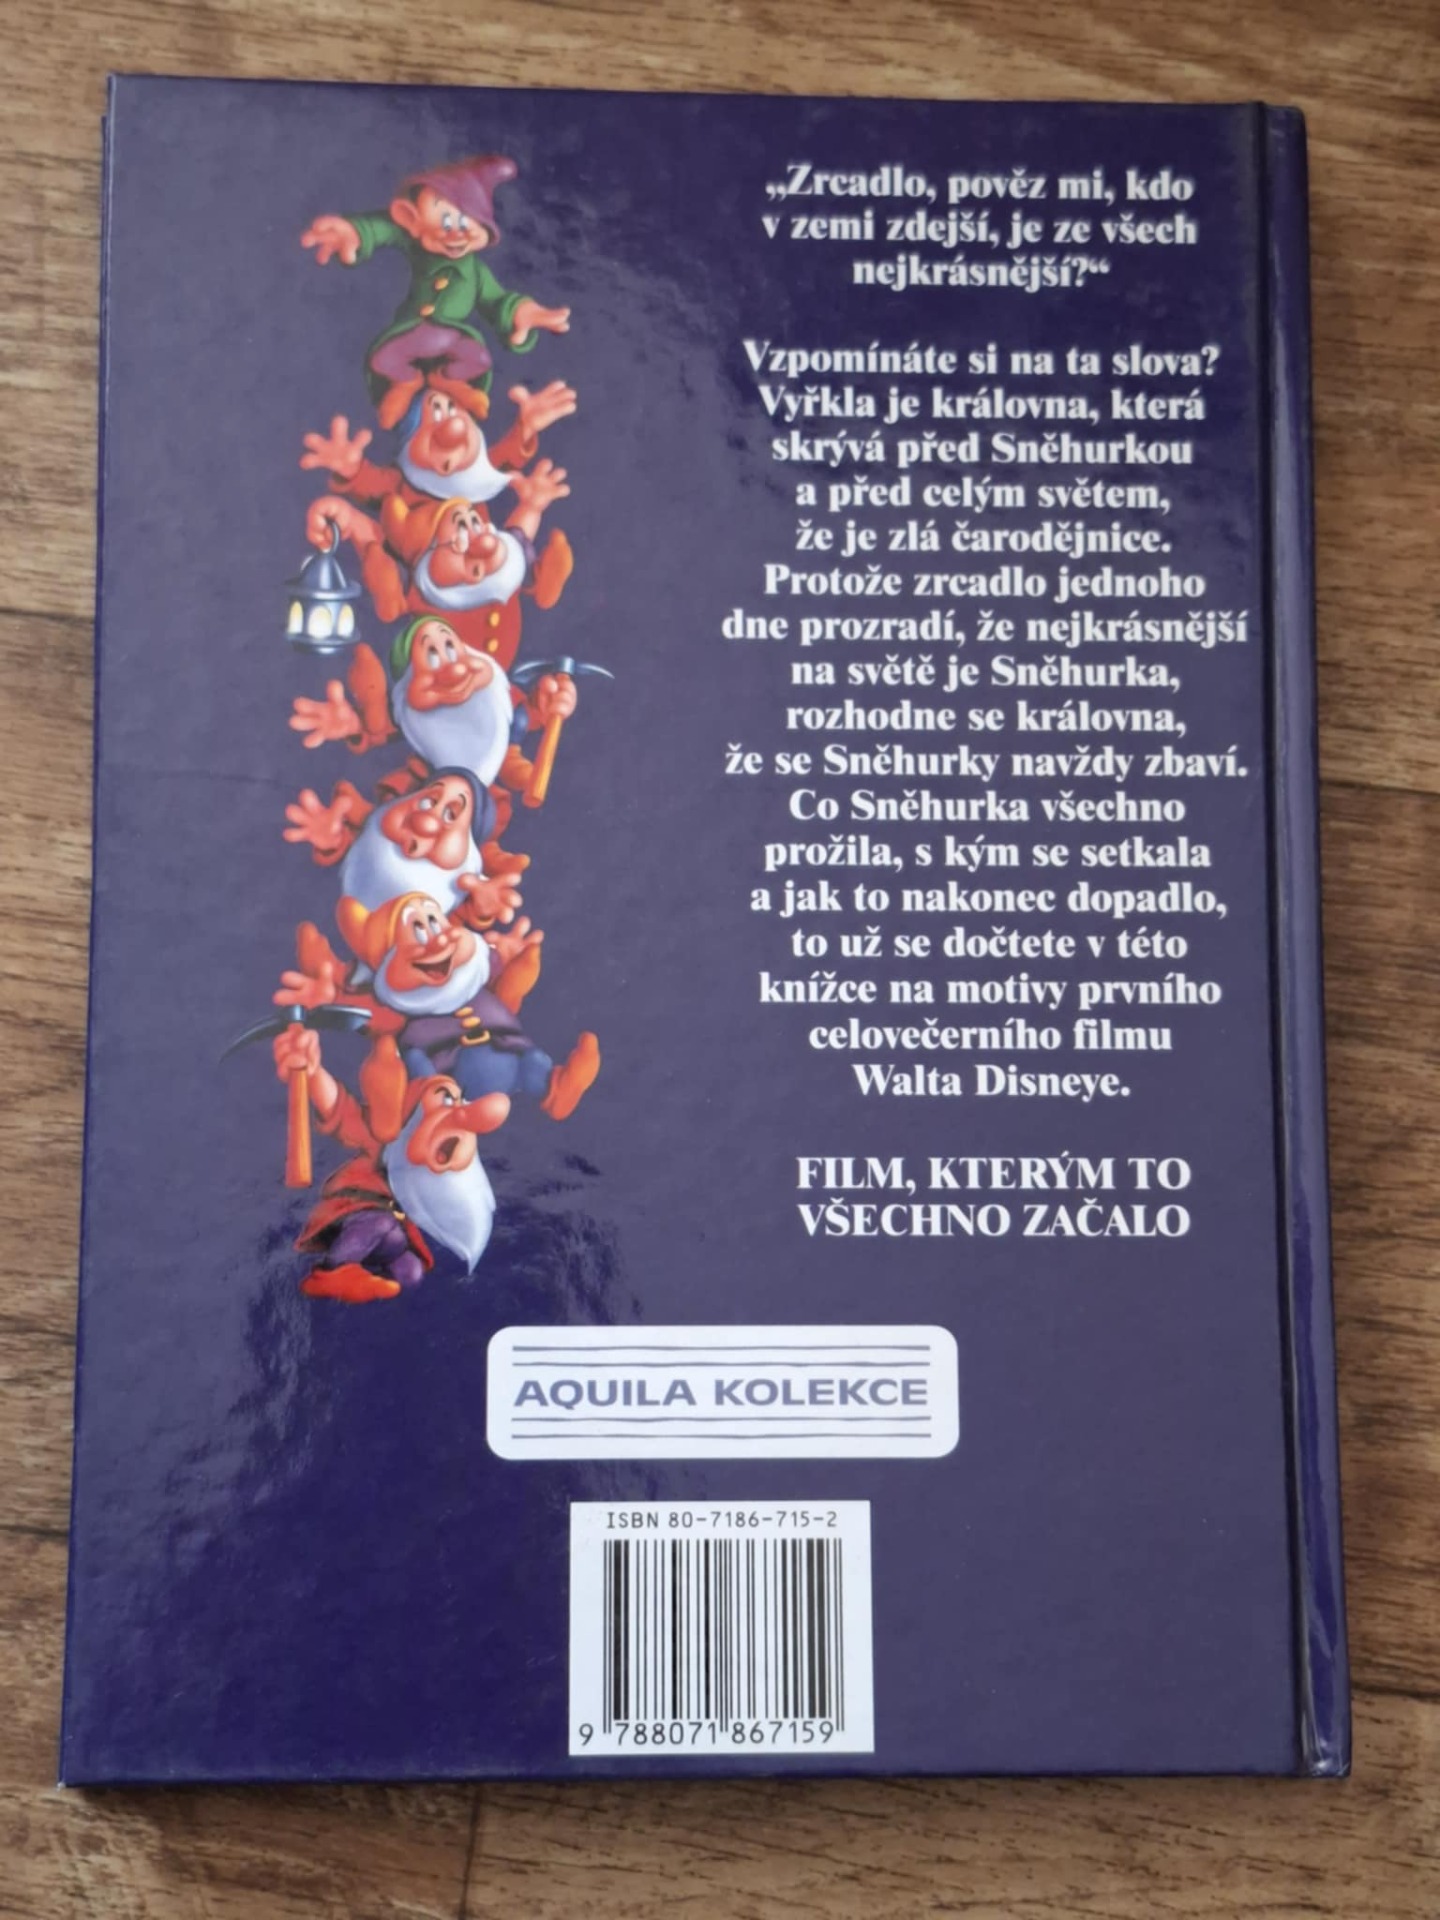 „Zrcadlo, pověz mi, kdo
v zemi zdejší, je ze všech
nejkrásnější?“
Vzpomínáte si na ta slova?
Vyřkla je královna, která
skrývá před Sněhurkou
a před celým světem,
že je zlá čarodějnice.
Protože zrcadlo jednoho
dne prozradí, že nejkrásnější
na světě je Sněhurka,
rozhodne se královna,
že se Sněhurky navždy zbaví.
Co Sněhurka všechno
prožila, s kým se setkala
a jak to nakonec dopadlo,
to už se dočtete v této
knížce na motivy prvního
celovečerního filmu
Walta Disneye.
FILM, KTERÝM TO
VŠECHNO ZAČALO
AQUILA KOLEKCE
ISBN 80-7186-715-2
9 788071 867159